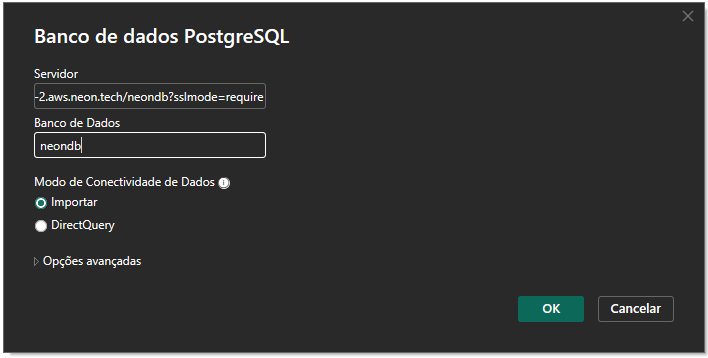 Banco de dados PostgreSQL
Servidor
-2.aws.neon.tech/neondb?sslmode=require
Banco de Dados
neondb
Modo de Conectividade de Dados
Importar
DirectQuery
Opções avançadas
OK
Cancelar